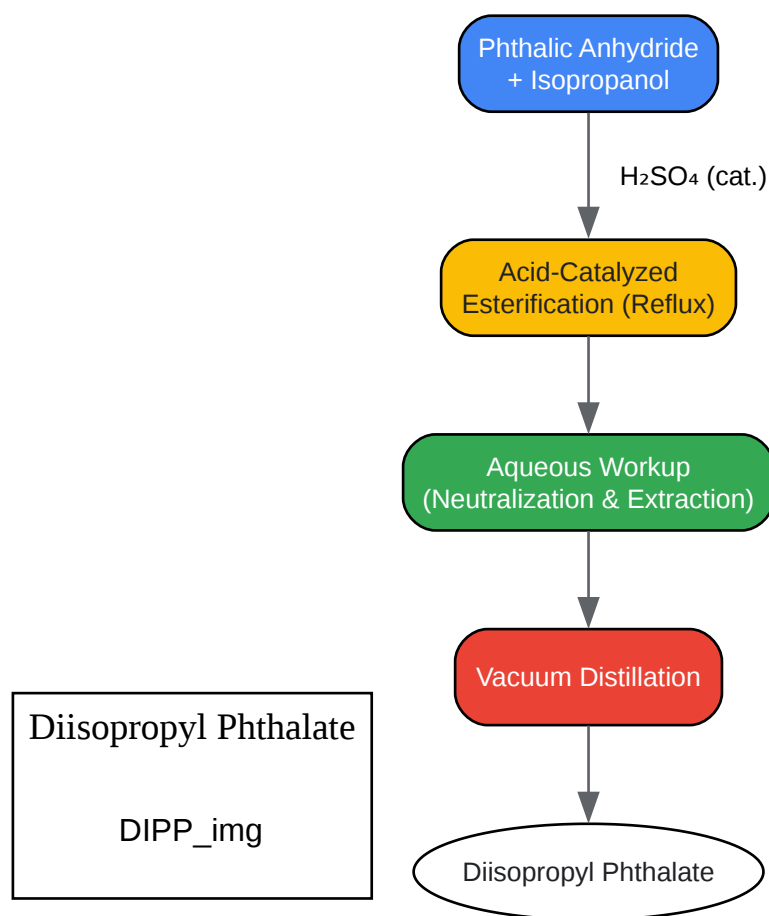 Phthalic Anhydride
+ Isopropanol
H₂SO₄ (cat.)
Acid-Catalyzed
Esterification (Reflux)
Aqueous Workup
(Neutralization & Extraction)
Vacuum Distillation
Diisopropyl Phthalate
DIPP_img
Diisopropyl Phthalate